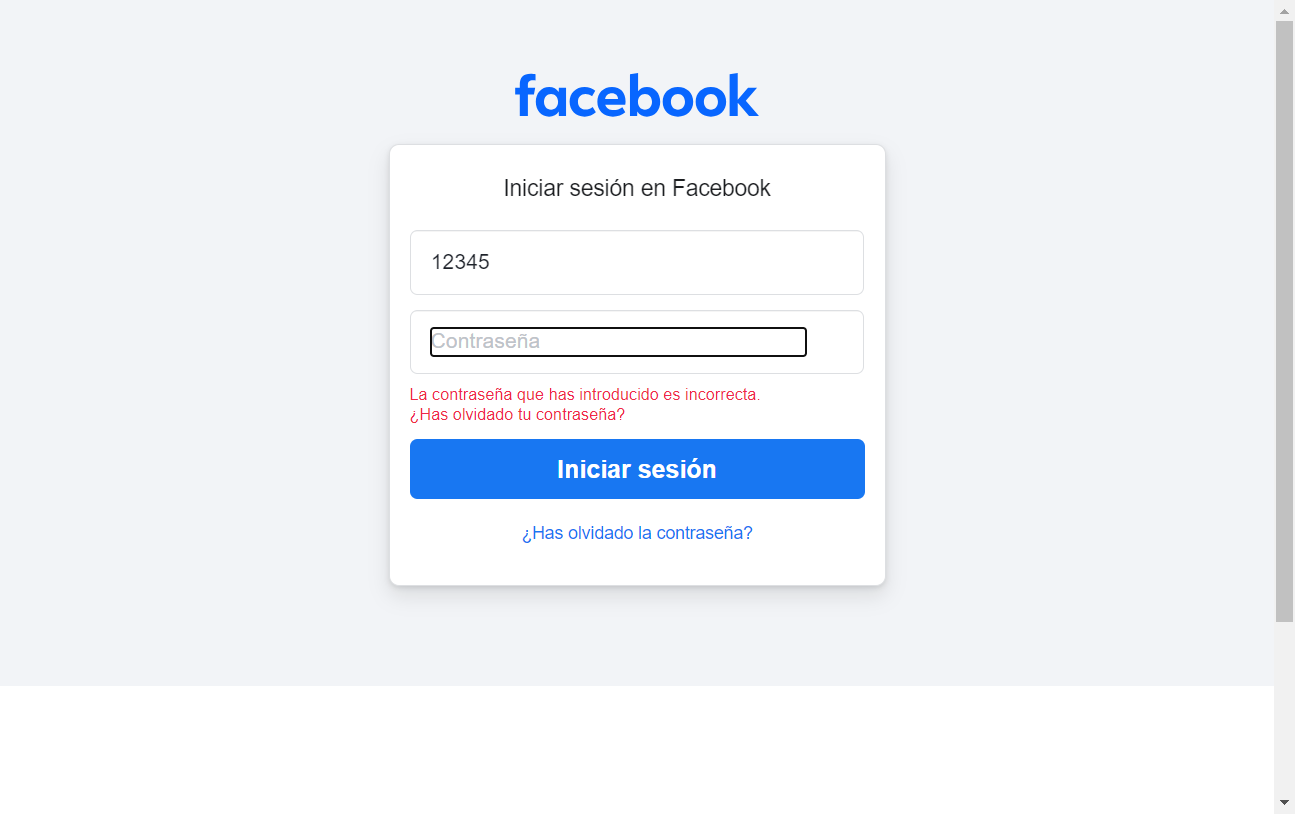 facebook
Iniciar sesión en Facebook
12345
Contraseña
La contraseña que has introducido es incorrecta.
¿Has olvidado tu contraseña?
Iniciar sesión
¿Has olvidado la contraseña?